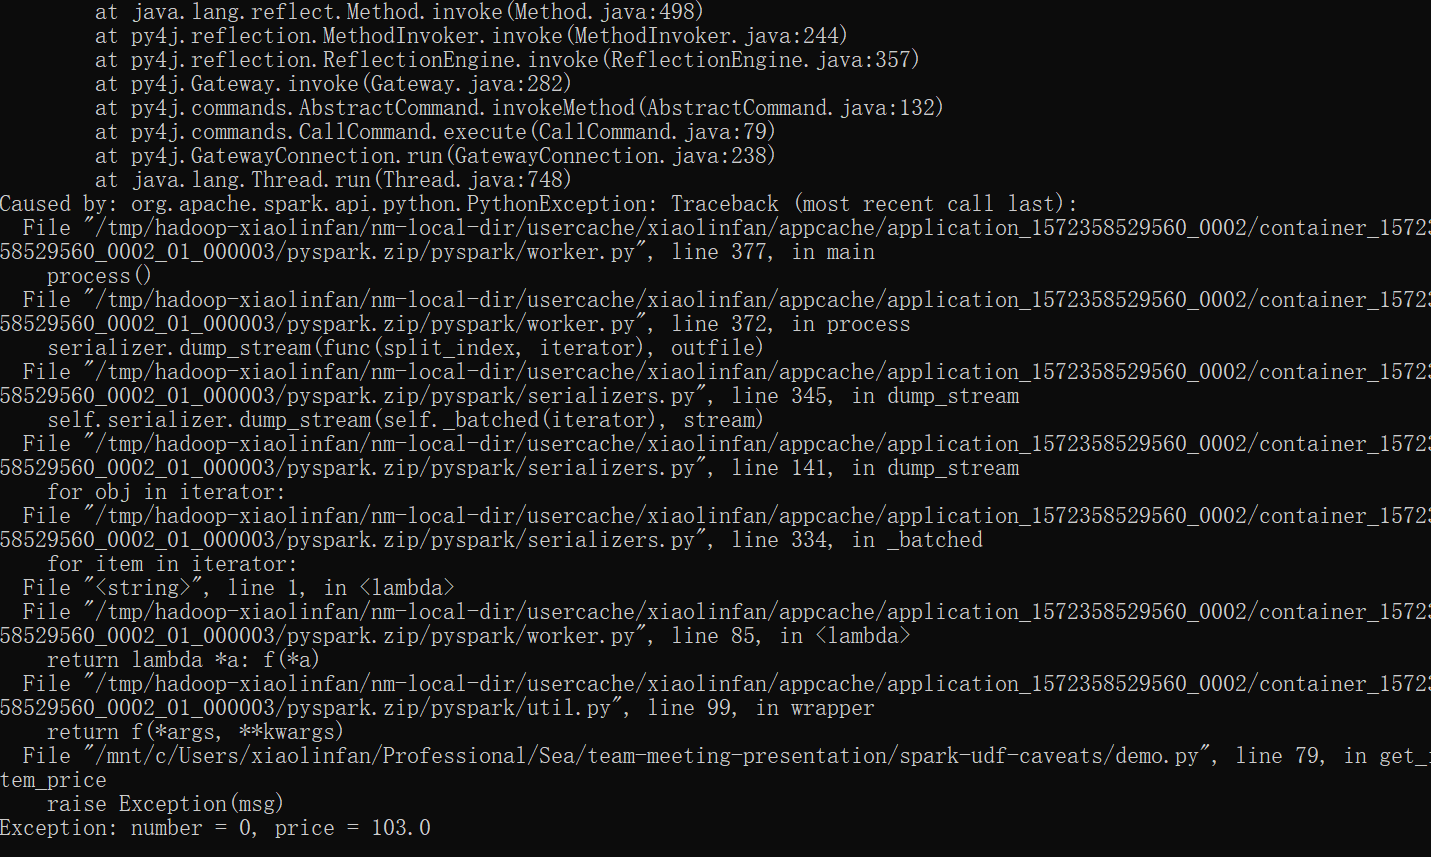 at java.lang.reflect.Method.invoke(Method.java:498)
at py4j.reflection.MethodInvoker.invoke(MethodInvoker.java:244)
at py4j.reflection.ReflectionEngine.invoke(ReflectionEngine.java:357)
at py4j.Gateway.invoke(Gateway.java:282)
at py4j.commands.AbstractCommand.invokeMethod(AbstractCommand.java:132)
at py4j.commands.CallCommand.execute(CallCommand.java:79)
at py4j.GatewayConnection.run(GatewayConnection.java:238)
at java.lang.Thread.run(Thread.java:748)
Caused by: org.apache.spark.api.python.PythonException: Traceback (most recent call last):
File "/tmp/hadoop-xiaolinfan/nm-local-dir/usercache/xiaolinfan/appcache/application_1572358529560_0002/container_15723
58529560_0002_01_000003/pyspark.zip/pyspark/worker.py", line 377, in main
process()
File "/tmp/hadoop-xiaolinfan/nm-local-dir/usercache/xiaolinfan/appcache/application_1572358529560_0002/container_15723
58529560_0002_01_000003/pyspark.zip/pyspark/worker.py", line 372, in process
serializer.dump_stream(func(split_index, iterator), outfile)
File "/tmp/hadoop-xiaolinfan/nm-local-dir/usercache/xiaolinfan/appcache/application_1572358529560_0002/container_15723
58529560_0002_01_000003/pyspark.zip/pyspark/serializers.py", line 345, in dump_stream
self.serializer.dump_stream(self._batched(iterator), stream)
File "/tmp/hadoop-xiaolinfan/nm-local-dir/usercache/xiaolinfan/appcache/application_1572358529560_0002/container_15723
58529560_0002_01_000003/pyspark.zip/pyspark/serializers.py", line 141, in dump_stream
for obj in iterator:
File "/tmp/hadoop-xiaolinfan/nm-local-dir/usercache/xiaolinfan/appcache/application_1572358529560_0002/container_15723
58529560_0002_01_000003/pyspark.zip/pyspark/serializers.py", line 334, in _batched
for item in iterator:
File "<string>", line 1, in <lambda>
File "/tmp/hadoop-xiaolinfan/nm-local-dir/usercache/xiaolinfan/appcache/application_1572358529560_0002/container_15723
58529560_0002_01_000003/pyspark.zip/pyspark/worker.py", line 85, in <lambda>
return lambda *a: f(*a)
File "/tmp/hadoop-xiaolinfan/nm-local-dir/usercache/xiaolinfan/appcache/application_1572358529560_0002/container_15723
58529560_0002_01_000003/pyspark.zip/pyspark/util.py", line 99, in wrapper
return f(*args, **kwargs)
File "/mnt/c/Users/xiaolinfan/Professional/Sea/team-meeting-presentation/spark-udf-caveats/demo.py", line 79, in get_i
tem_price
raise Exception(msg)
Exception: number = 0, price = 103.0